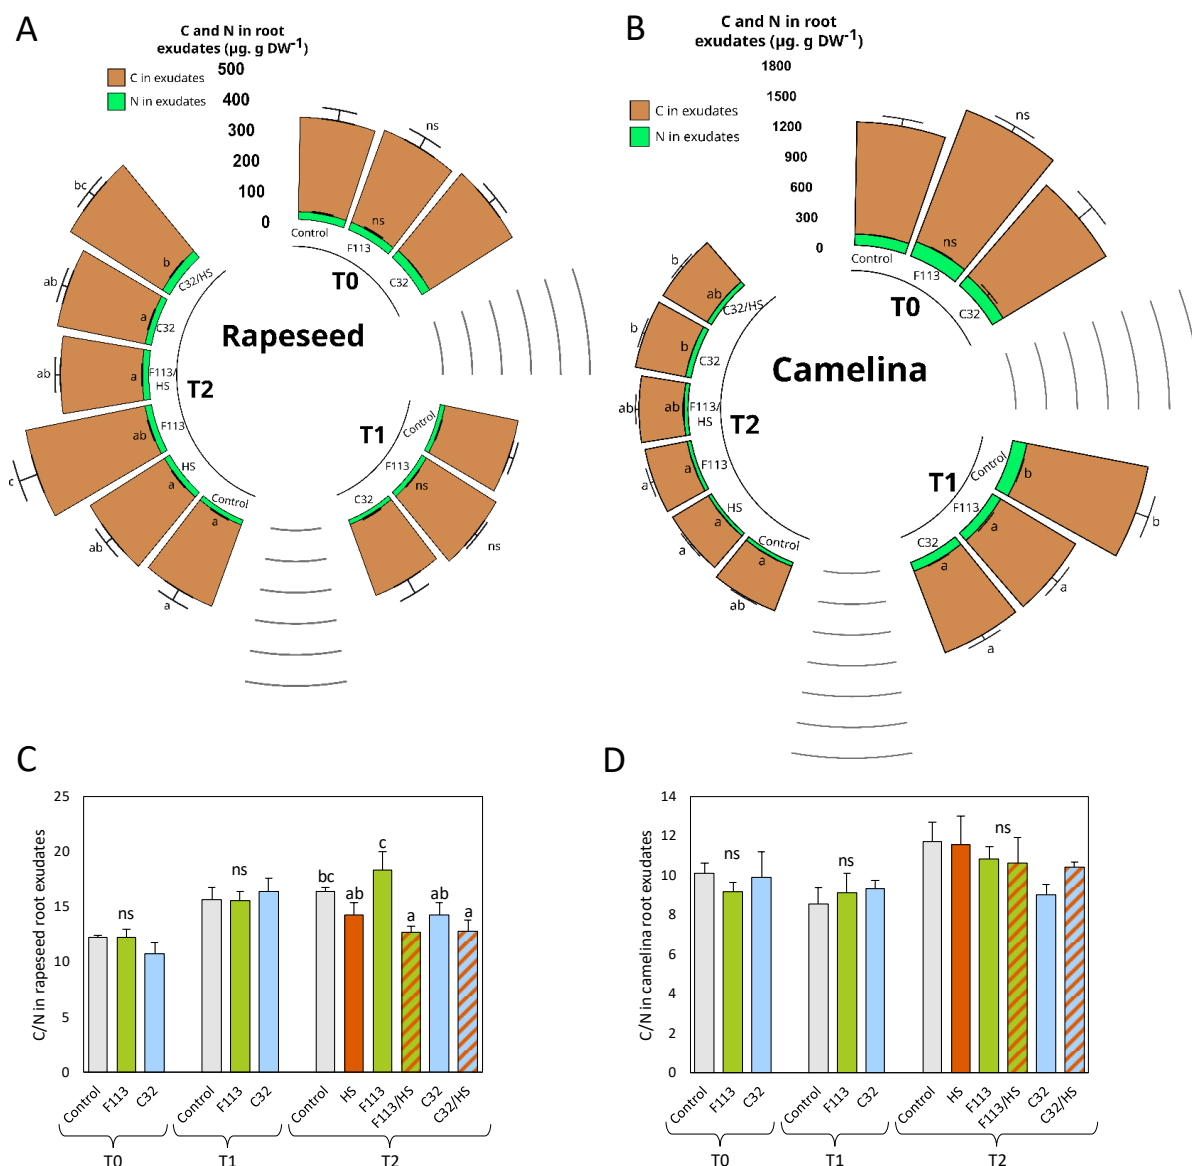 A
C and N in root
exudates (µg. g DW⁻¹)
500
C in exudates
N in exudates
400
300
200
100
0
ns
ns
Control
F113
C32
T0
bc
b
C32/HS
ab
a
C32
ab
a
F113/
HS
T2
F113
ab
c
HS
a
ab
Control
a
a
Rapeseed
T1
Control
F113
ns
C32
ns
B
C and N in root
exudates (µg. g DW⁻¹)
1800
1500
C in exudates
N in exudates
1200
900
600
300
0
ns
ns
Control
F113
C32
T0
b
ab
C32/HS
b
b
C32
ab
ab
F113/
HS
T2
F113
a
a
HS
a
a
Control
a
ab
Camelina
T1
Control
b
b
F113
a
a
C32
a
a
C
C/N in rapeseed root exudates
25
20
15
10
5
0
ns
ns
bc
ab
c
a
ab
a
Control
F113
C32
Control
F113
C32
Control
HS
F113
F113/HS
C32
C32/HS
T0
T1
T2
D
C/N in camelina root exudates
14
12
10
8
6
4
2
0
ns
ns
ns
Control
F113
C32
Control
F113
C32
Control
HS
F113
F113/HS
C32
C32/HS
T0
T1
T2